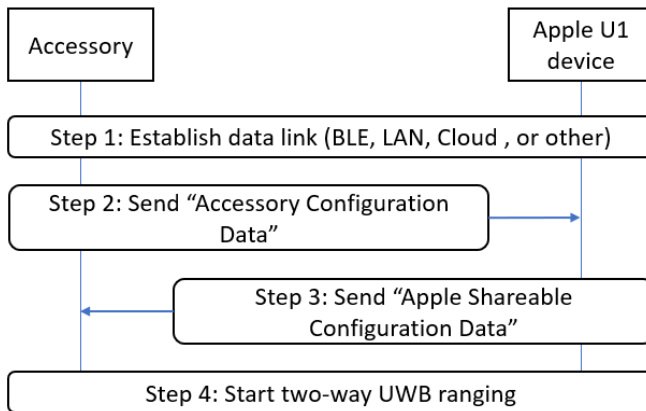 Accessory
Apple U1
device
Step 1: Establish data link (BLE, LAN, Cloud , or other)
Step 2: Send “Accessory Configuration
Data”
Step 3: Send “Apple Shareable
Configuration Data”
Step 4: Start two-way UWB ranging